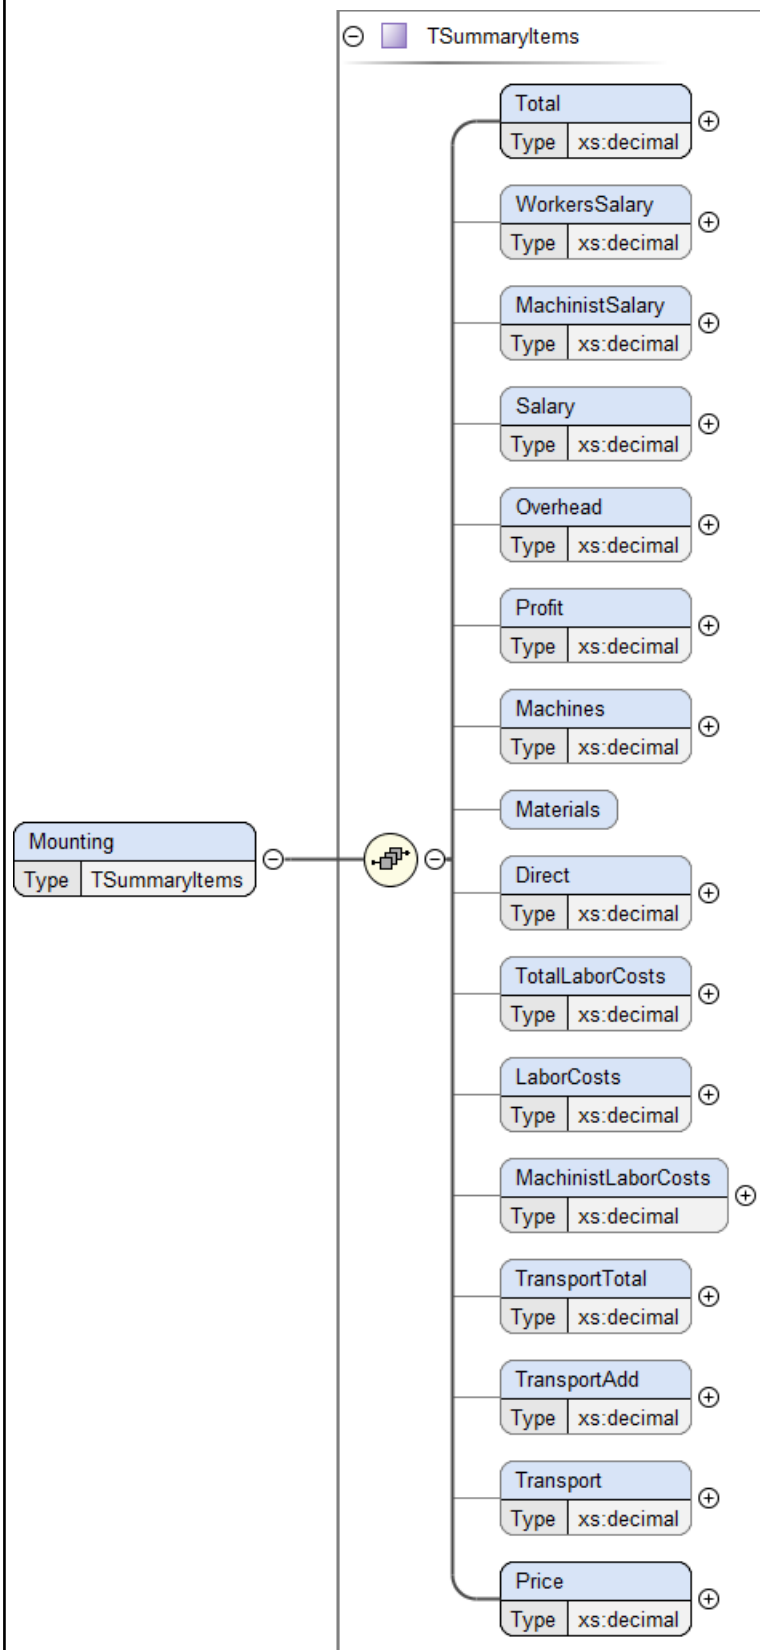 TSummaryItems
Total
Type xs:decimal
WorkersSalary
Type xs:decimal
MachinistSalary
Type xs:decimal
Salary
Type xs:decimal
Overhead
Type xs:decimal
Profit
Type xs:decimal
Machines
Type xs:decimal
Materials
Mounting
Type TSummaryItems
Direct
Type xs:decimal
TotalLaborCosts
Type xs:decimal
LaborCosts
Type xs:decimal
MachinistLaborCosts
Type xs:decimal
TransportTotal
Type xs:decimal
TransportAdd
Type xs:decimal
Transport
Type xs:decimal
Price
Type xs:decimal